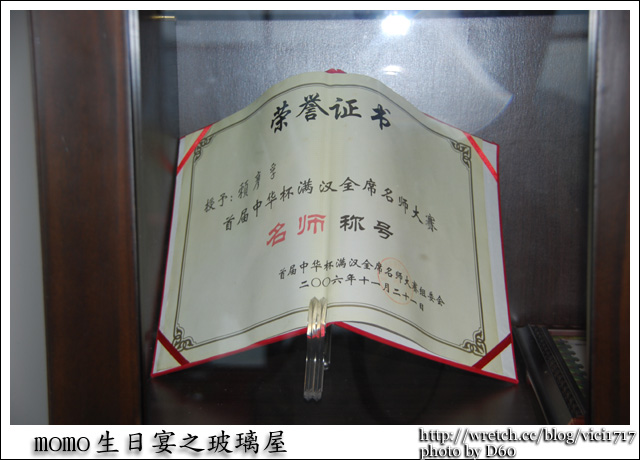 荣誉证书
授予:赖
首届中华杯满汉全席名师大赛
名师称号
首届中华杯满汉全席名师大赛组委会
二〇〇六年十一月二十一日
momo生日宴之玻璃屋
http://wretch.cc/blog/vici1717
photo by D60